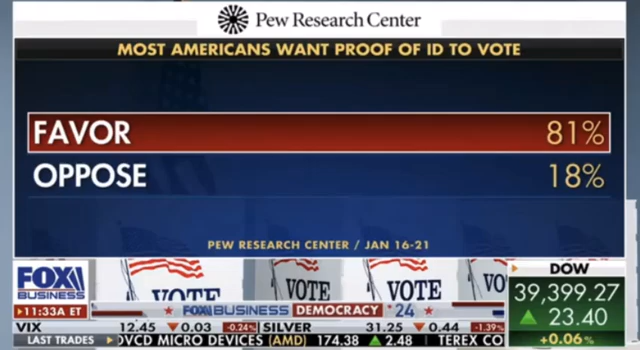 Pew Research Center
MOST AMERICANS WANT PROOF OF ID TO VOTE
FAVOR 81%
OPPOSE 18%
PEW RESEARCH CENTER / JAN 16-21
VOTE VOTE VOTE VO
FOX
BUSINESS
11:33A ET
FOX BUSINESS DEMOCRACY '24
DOW
39,399.27
23.40
+0.06%
VIX 12.45 0.03 -0.24% SILVER 31.25 0.44 -1.39%
LAST TRADES OVCD MICRO DEVICES (AMD) 174.38 2.48 TEREX CO